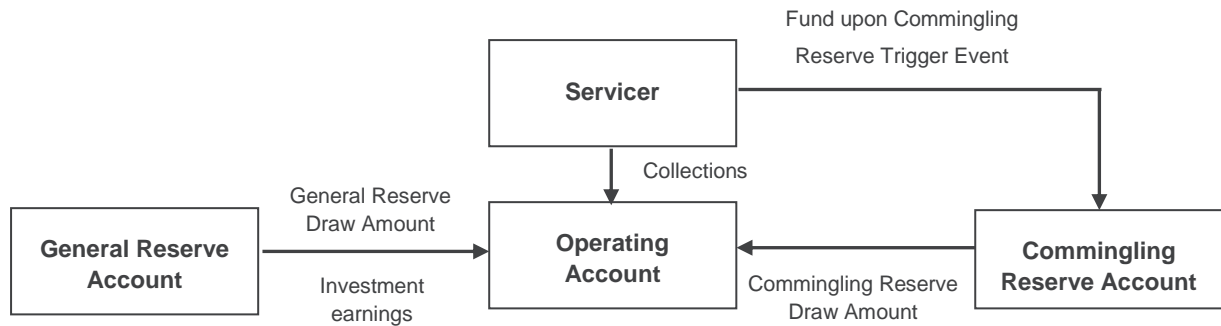 Fund upon Commingling
Reserve Trigger Event
Servicer
Collections
General Reserve
Draw Amount
General Reserve
Account
Investment
earnings
Operating
Account
Commingling Reserve
Draw Amount
Commingling
Reserve Account